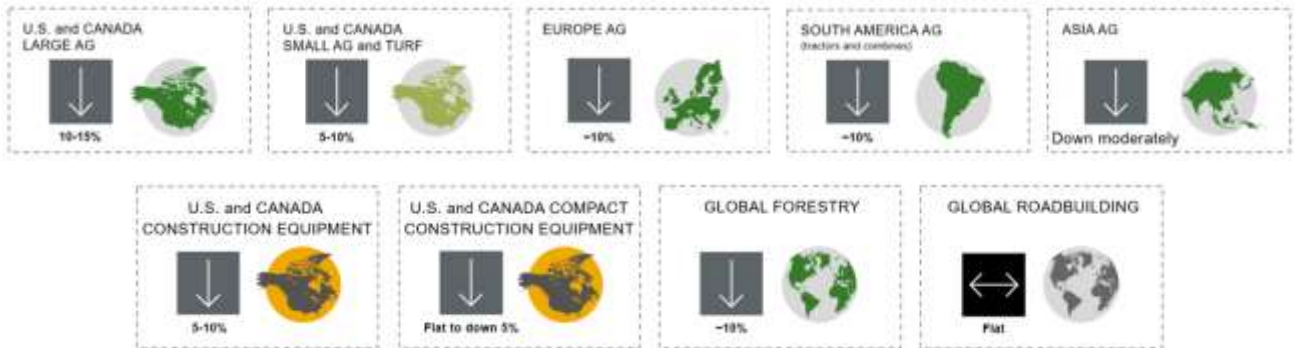 U.S. and CANADA
LARGE AG
10-15%
U.S. and CANADA
SMALL AG and TURF
5-10%
EUROPE AG
~10%
SOUTH AMERICA AG
(tractors and combines)
~10%
ASIA AG
Down moderately
U.S. and CANADA
CONSTRUCTION EQUIPMENT
5-10%
U.S. and CANADA COMPACT
CONSTRUCTION EQUIPMENT
Flat to down 5%
GLOBAL FORESTRY
~10%
GLOBAL ROADBUILDING
Flat